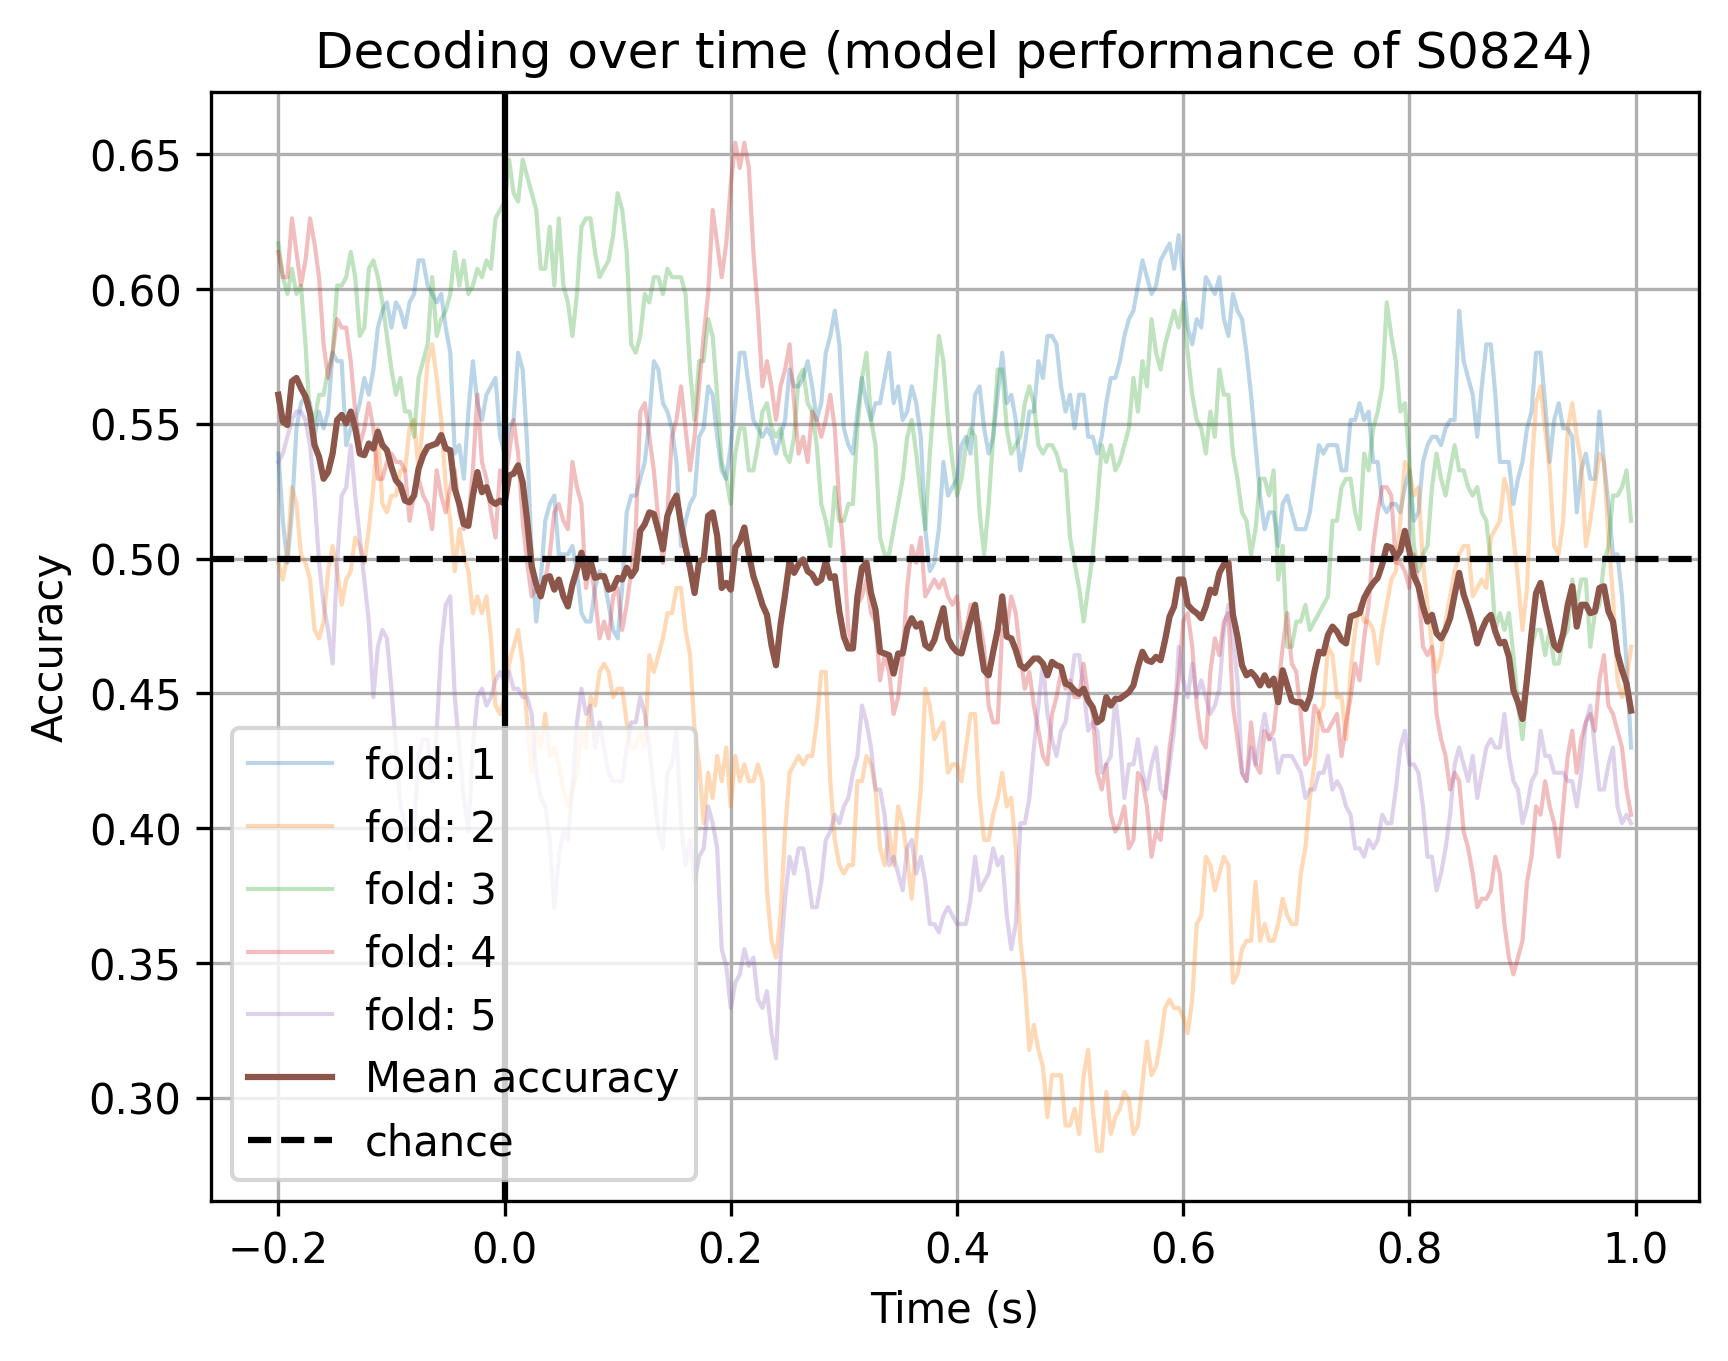 Decoding over time (model performance of S0824)
Accuracy
0.65
0.60
0.55
0.50
0.45
0.40
0.35
0.30
fold: 1
fold: 2
fold: 3
fold: 4
fold: 5
Mean accuracy
chance
−0.2 0.0 0.2 0.4 0.6 0.8 1.0
Time (s)